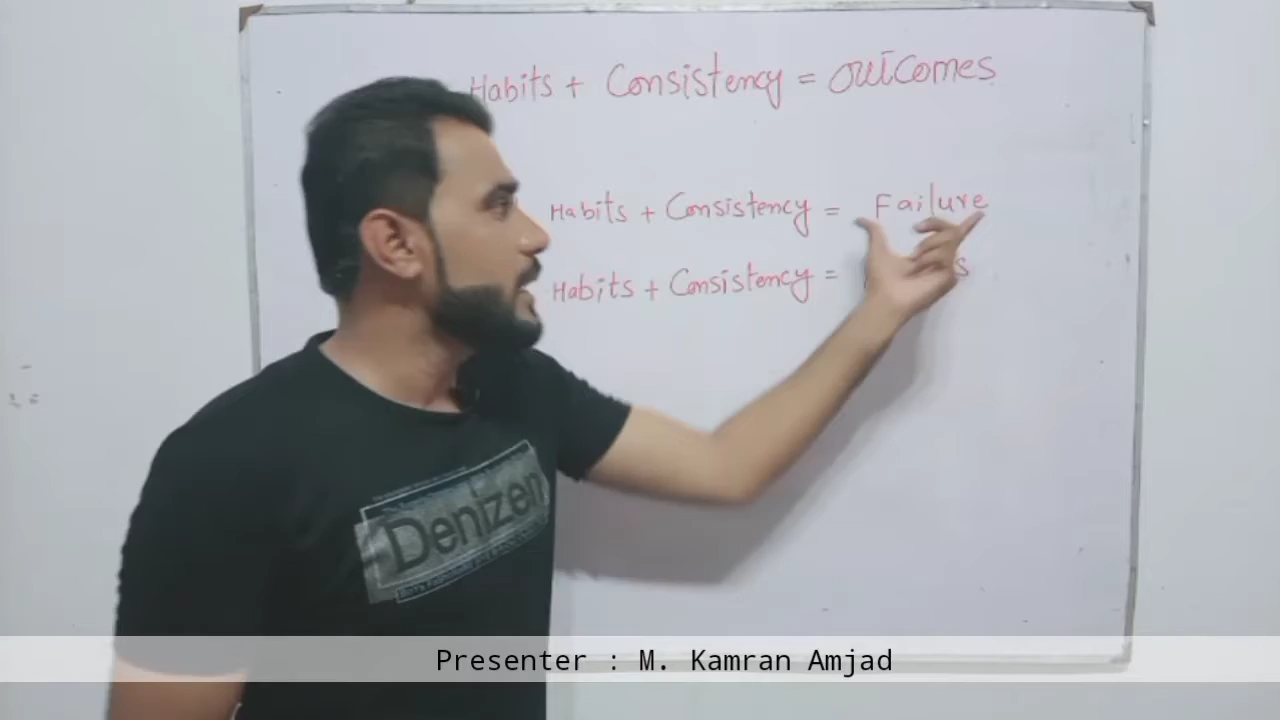 Habits + Consistency = outcomes
Habits + Consistency = Failure
Habits + Consistency =
Denizen
Presenter : M. Kamran Amjad